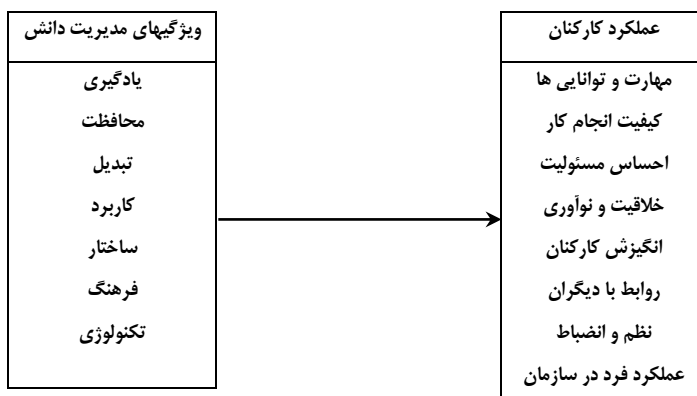 ویژگیهای مدیریت دانش
یادگیری
محافظت
تبدیل
کاربرد
ساختار
فرهنگ
تکنولوژی
عملکرد کارکنان
مهارت و توانایی ها
کیفیت انجام کار
احساس مسئولیت
خلاقیت و نوآوری
انگیزش کارکنان
روابط با دیگران
نظم و انضباط
عملکرد فرد در سازمان